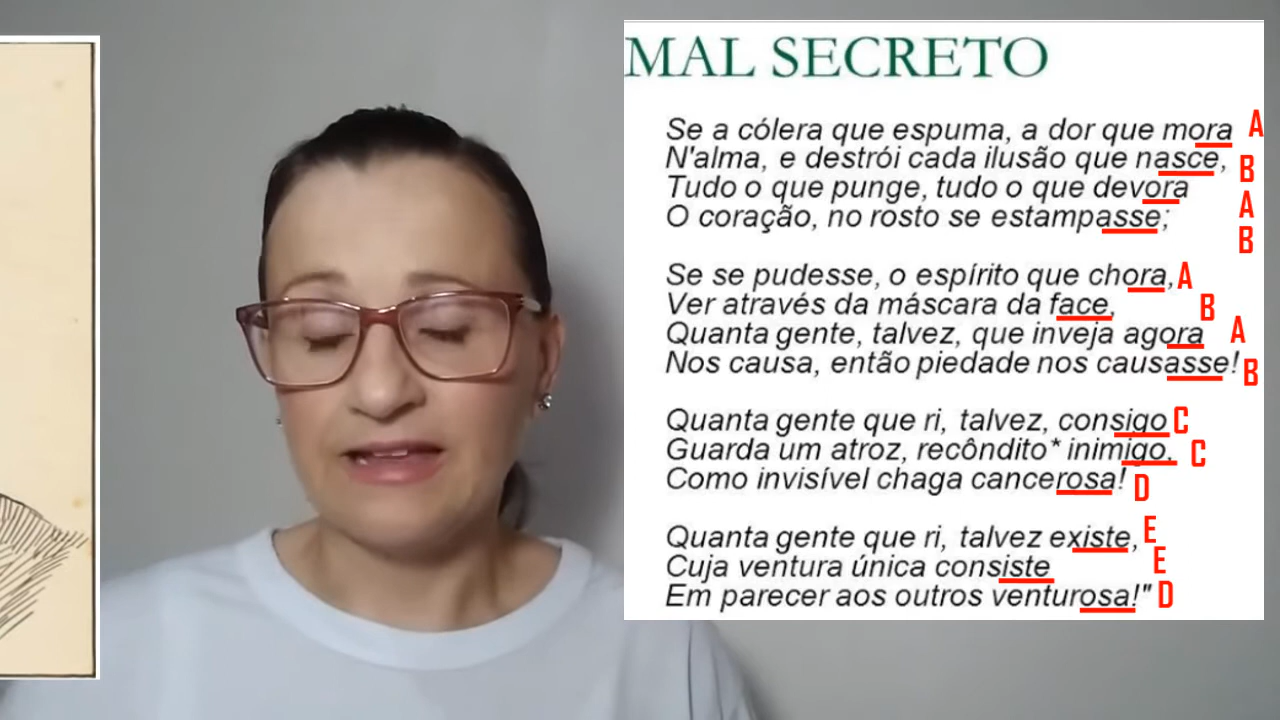 MAL SECRETO
Se a cólera que espuma, a dor que mora A
N'alma, e destrói cada ilusão que nasce, B
Tudo o que punge, tudo o que devora A
O coração, no rosto se estampasse; B
Se se pudesse, o espírito que chora, A
Ver através da máscara da face, B
Quanta gente, talvez, que inveja agora A
Nos causa, então piedade nos causasse! B
Quanta gente que ri, talvez, consigo C
Guarda um atroz, recôndito* inimigo, C
Como invisível chaga cancerosa! D
Quanta gente que ri, talvez existe, E
Cuja ventura única consiste E
Em parecer aos outros venturosa!" D